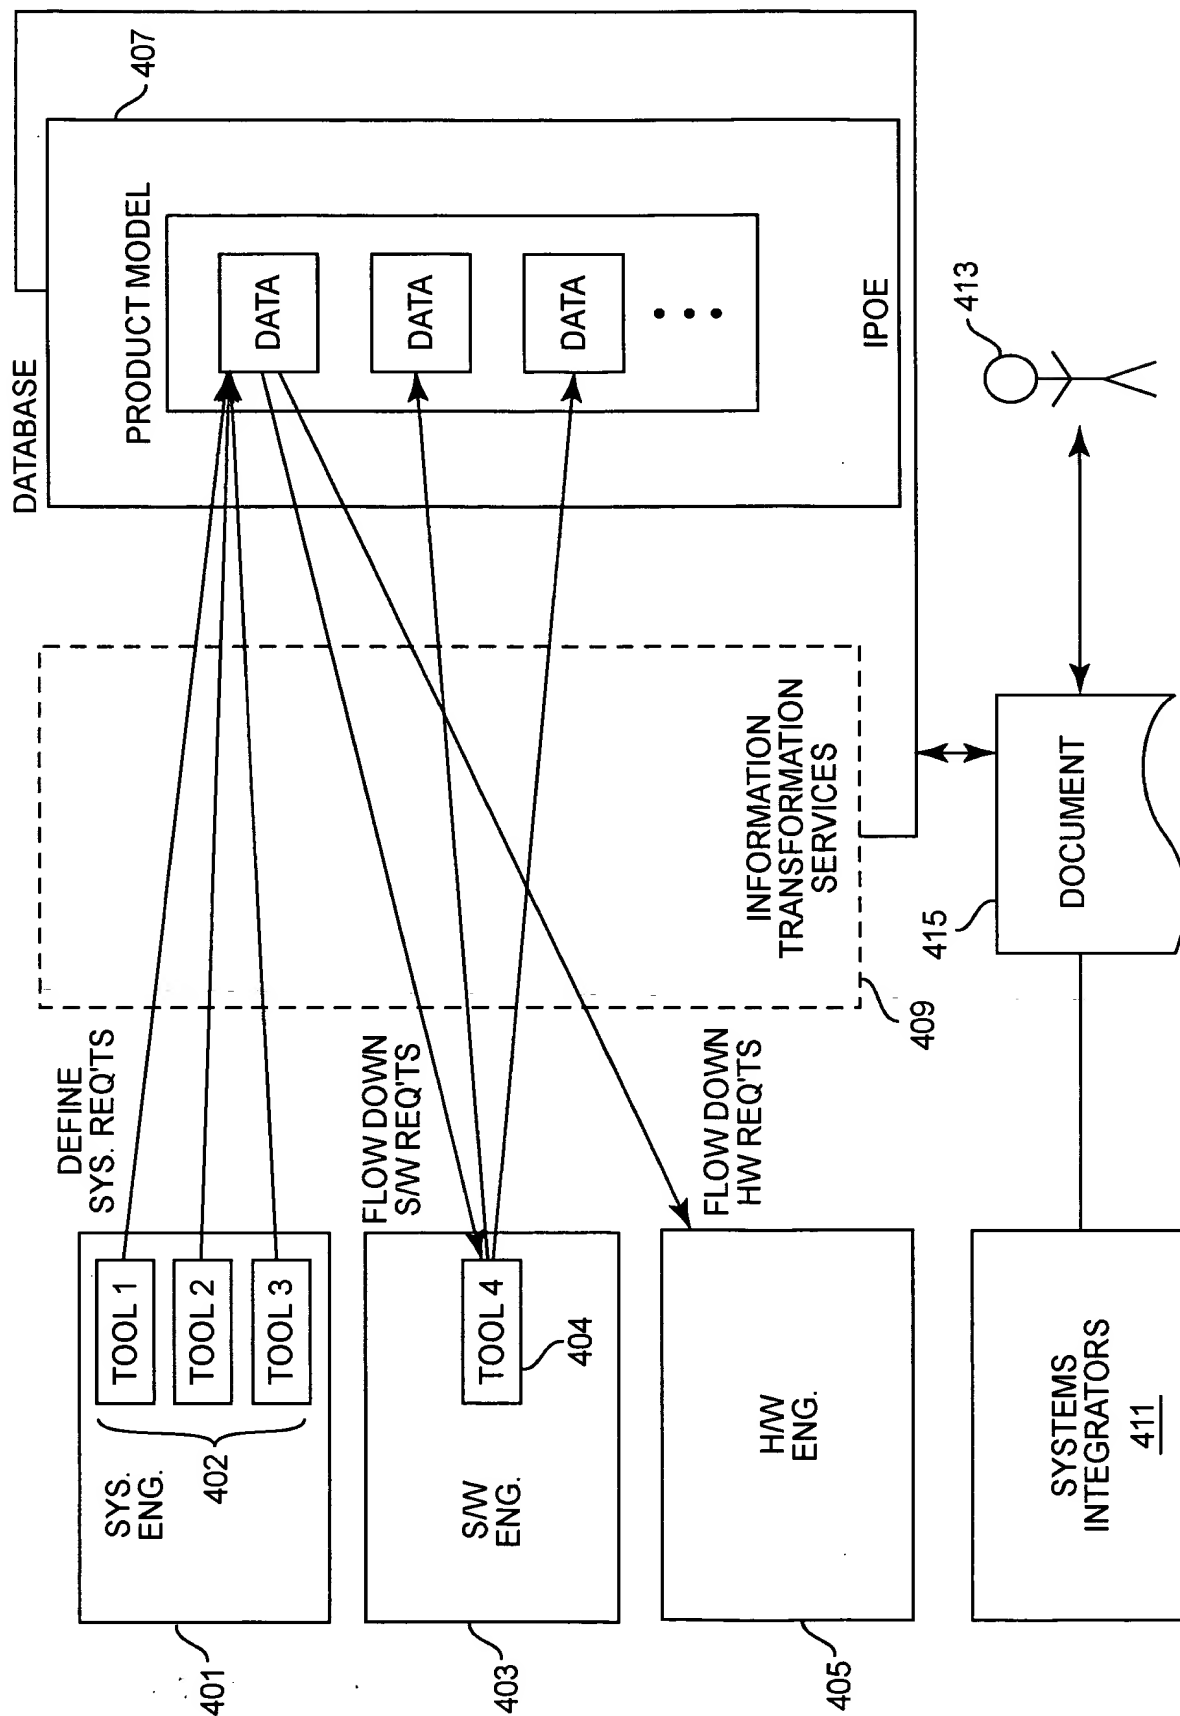 401
SYS.
ENG.
402
TOOL 1
TOOL 2
TOOL 3
DEFINE
SYS. REQ'TS
403
S/W
ENG.
TOOL 4
404
FLOW DOWN
S/W REQ'TS
405
H/W
ENG.
FLOW DOWN
HW REQ'TS
SYSTEMS
INTEGRATORS
411
409
INFORMATION
TRANSFORMATION
SERVICES
415
DOCUMENT
413
DATABASE
407
PRODUCT MODEL
DATA
DATA
DATA
IPOE